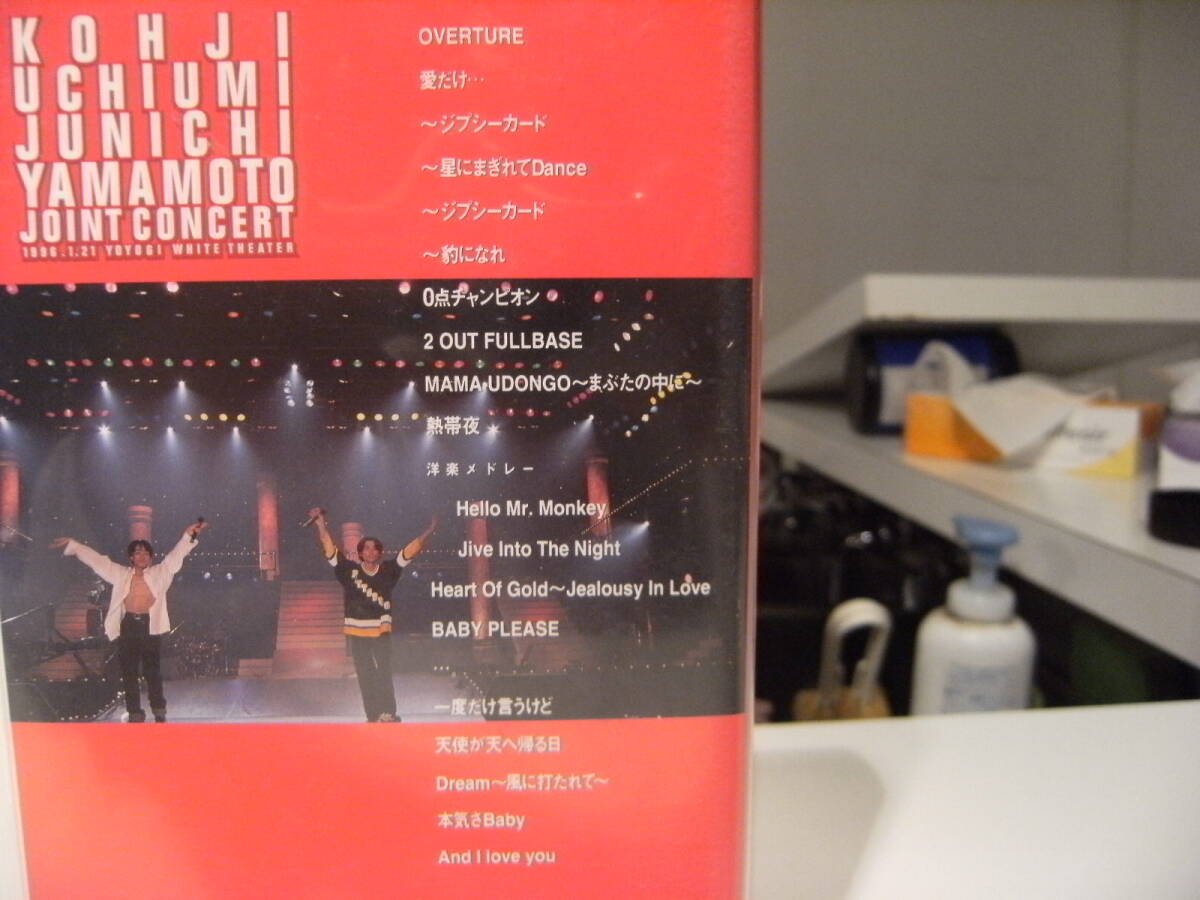 KOHJI
UCHIUMI
JUNICHI
YAMAMOTO
JOINT CONCERT
1996.1.21 YOYOGI WHITE THEATER
OVERTURE
愛だけ…
～ジプシーカード
～星にまぎれてDance
～ジプシーカード
～豹になれ
0点チャンピオン
2 OUT FULLBASE
MAMA UDONGO～まぶたの中に～
熱帯夜
洋楽メドレー
Hello Mr. Monkey
Jive Into The Night
Heart Of Gold～Jealousy In Love
BABY PLEASE
…
一度だけ言うけど
天使が天へ帰る日
Dream～風に打たれて～
本気さBaby
And I love you